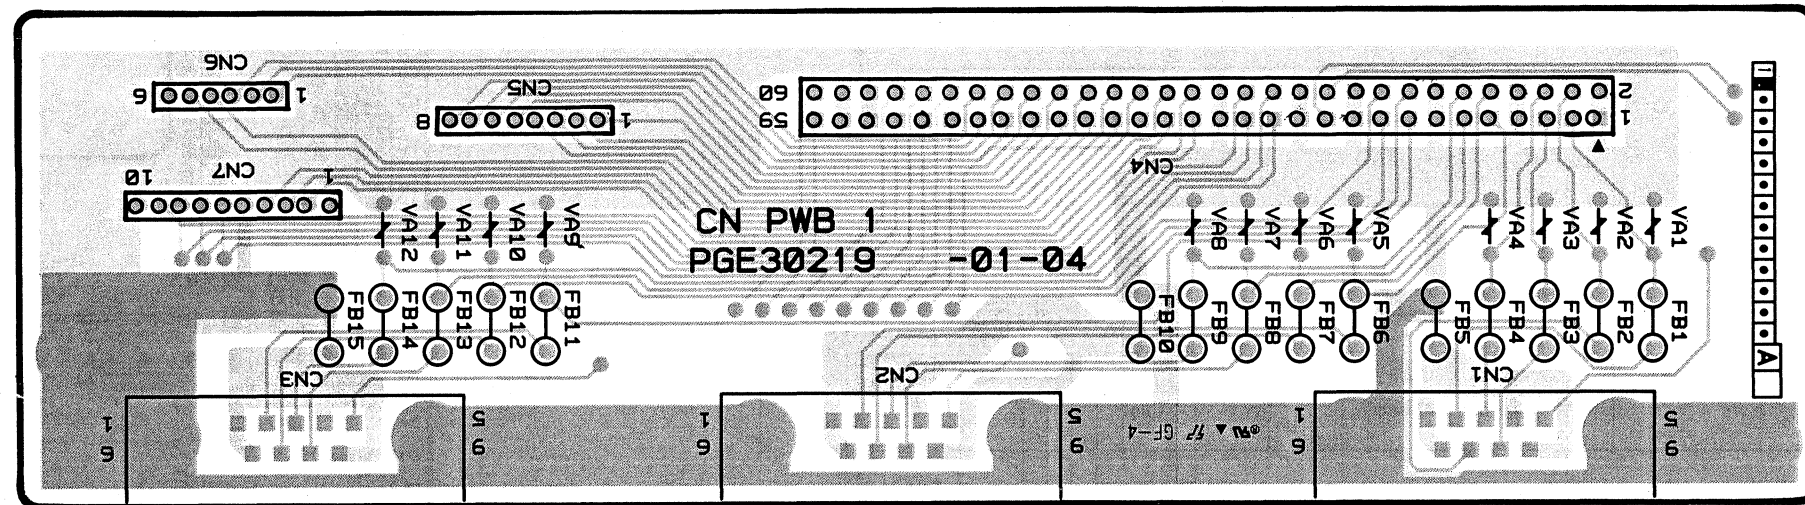 CN6
6 1
CN5
8 1
60 2
59 1
CN4
CN7
10 1
VA12 VA11 VA10 VA9
CN PWB 1
PGE30219 -01-04
VA8 VA7 VA6 VA5 VA4 VA3 VA2 VA1
FB15 FB14 FB13 FB12 FB11
FB10 FB9 FB8 FB7 FB6 FB5 FB4 FB3 FB2 FB1
1
A
CN3
1 5
6 9
CN2
1 5
6 9
GF-4
CN1
1 5
6 9